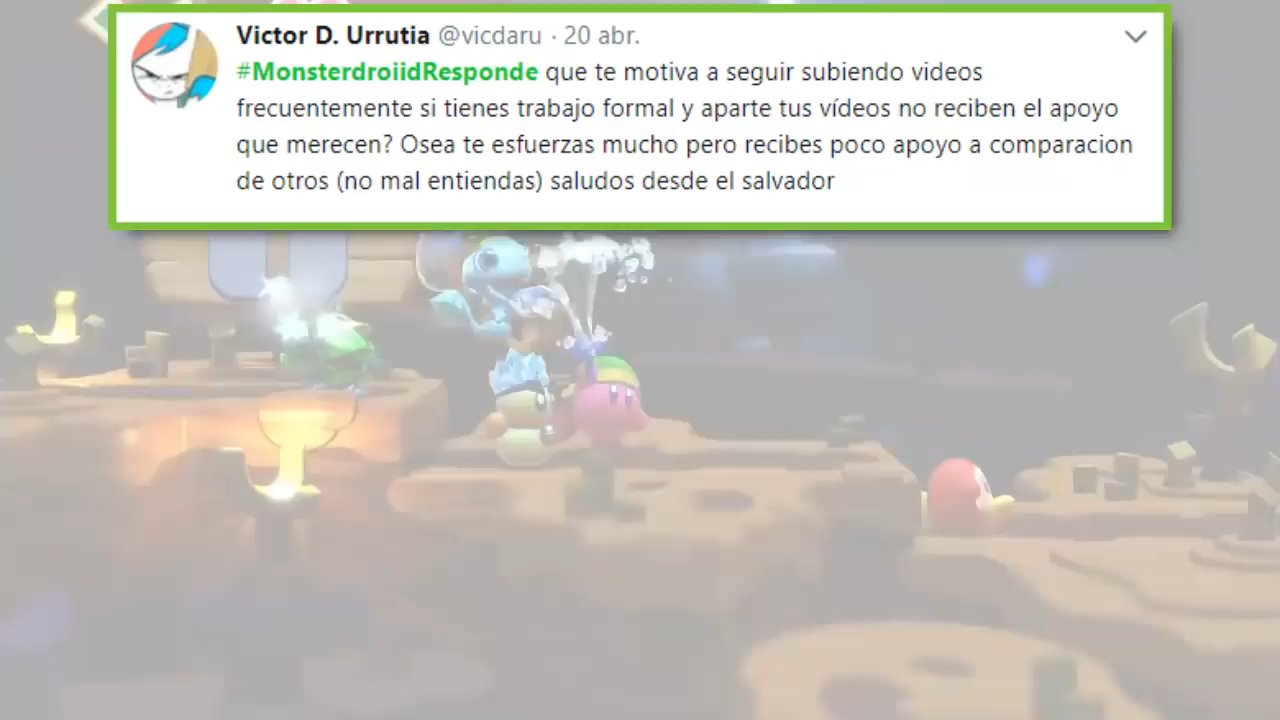 Victor D. Urrutia @vicdaru · 20 abr.
#MonsterdroiidResponde que te motiva a seguir subiendo videos
frecuentemente si tienes trabajo formal y aparte tus vídeos no reciben el apoyo
que merecen? Osea te esfuerzas mucho pero recibes poco apoyo a comparacion
de otros (no mal entiendas) saludos desde el salvador